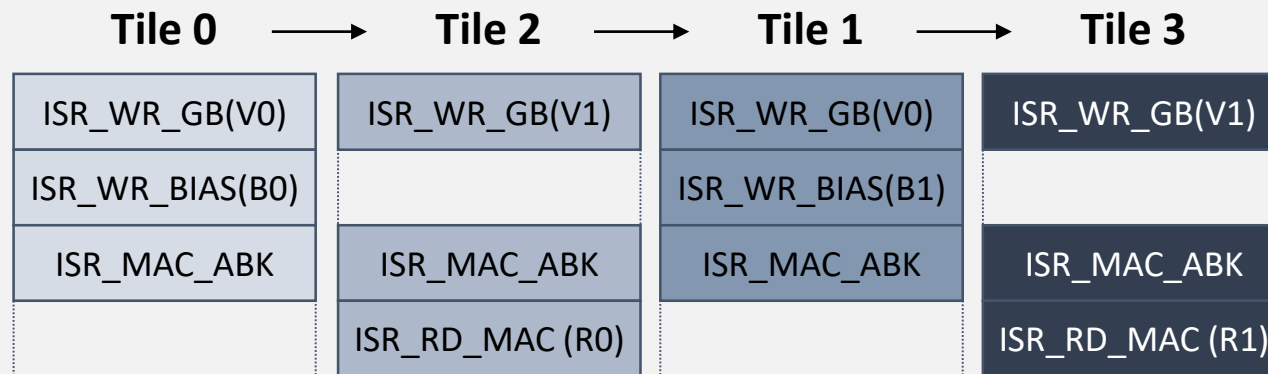 Tile 0 Tile 2 Tile 1 Tile 3
ISR_WR_GB(V0) ISR_WR_GB(V1) ISR_WR_GB(V0) ISR_WR_GB(V1)
ISR_WR_BIAS(B0) ISR_WR_BIAS(B1)
ISR_MAC_ABK ISR_MAC_ABK ISR_MAC_ABK ISR_MAC_ABK
ISR_RD_MAC (R0) ISR_RD_MAC (R1)